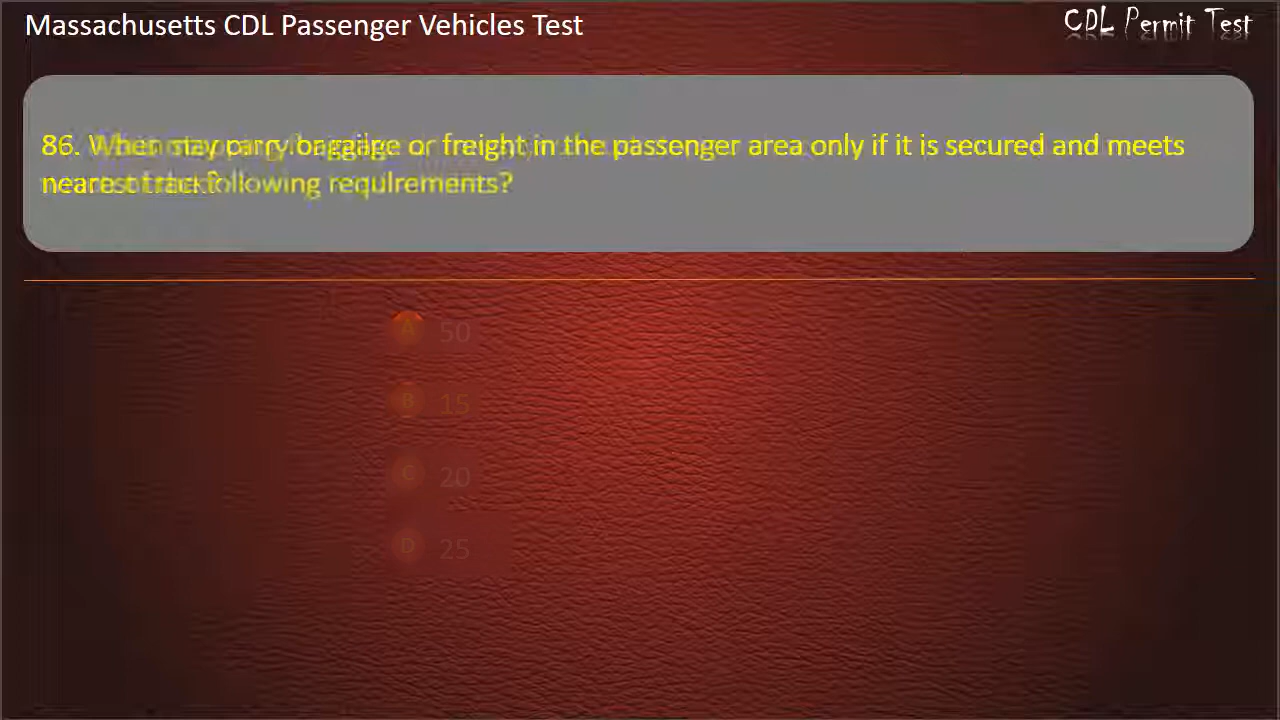 Massachusetts CDL Passenger Vehicles Test
CDL Permit Test
86. carry baggage or freight in the passenger area only if it is secured and meets
following requirements?
A 50
B 15
C 20
D 25